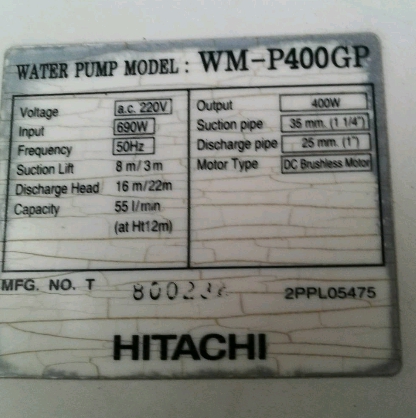 WATER PUMP MODEL : WM-P400GP
Voltage a.c. 220V
Input 690W
Frequency 50Hz
Suction Lift 8 m/3m
Discharge Head 16 m/22m
Capacity 55 l/min
(at Ht12m)
Output 400W
Suction pipe 35 mm. (1 1/4")
Discharge pipe 25 mm. (1")
Motor Type DC Brushless Motor
MFG. NO. T
2PPL05475
HITACHI